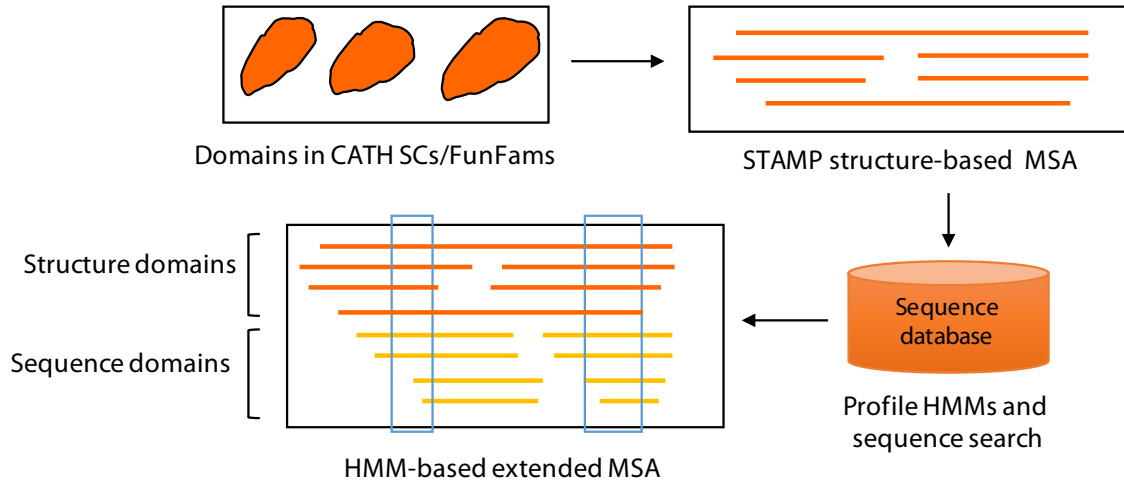 Domains in CATH SCs/FunFams
STAMP structure-based MSA
Structure domains
Sequence domains
Sequence
database
Profile HMMs and
sequence search
HMM-based extended MSA